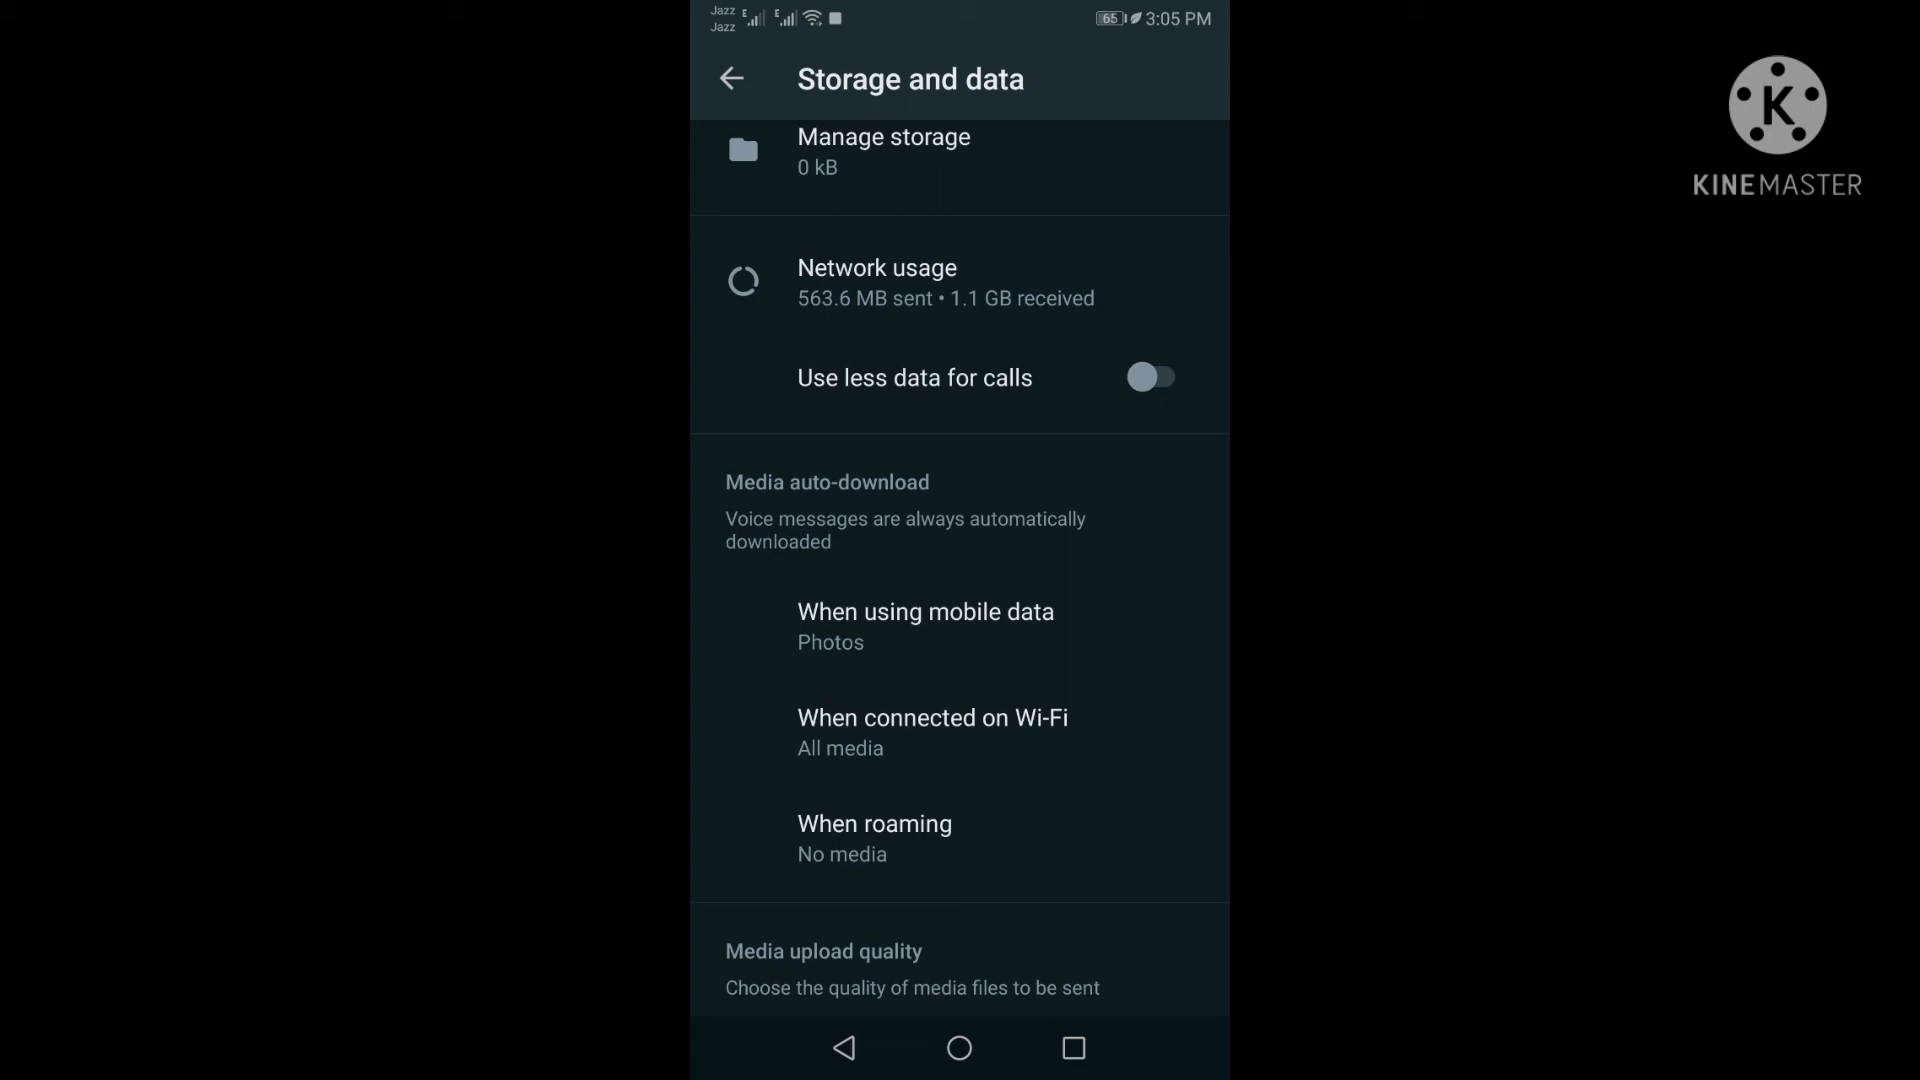 Jazz
Jazz
E
E
65
3:05 PM
Storage and data
Manage storage
0 kB
Network usage
563.6 MB sent • 1.1 GB received
Use less data for calls
Media auto-download
Voice messages are always automatically
downloaded
When using mobile data
Photos
When connected on Wi-Fi
All media
When roaming
No media
Media upload quality
Choose the quality of media files to be sent
K
KINEMASTER